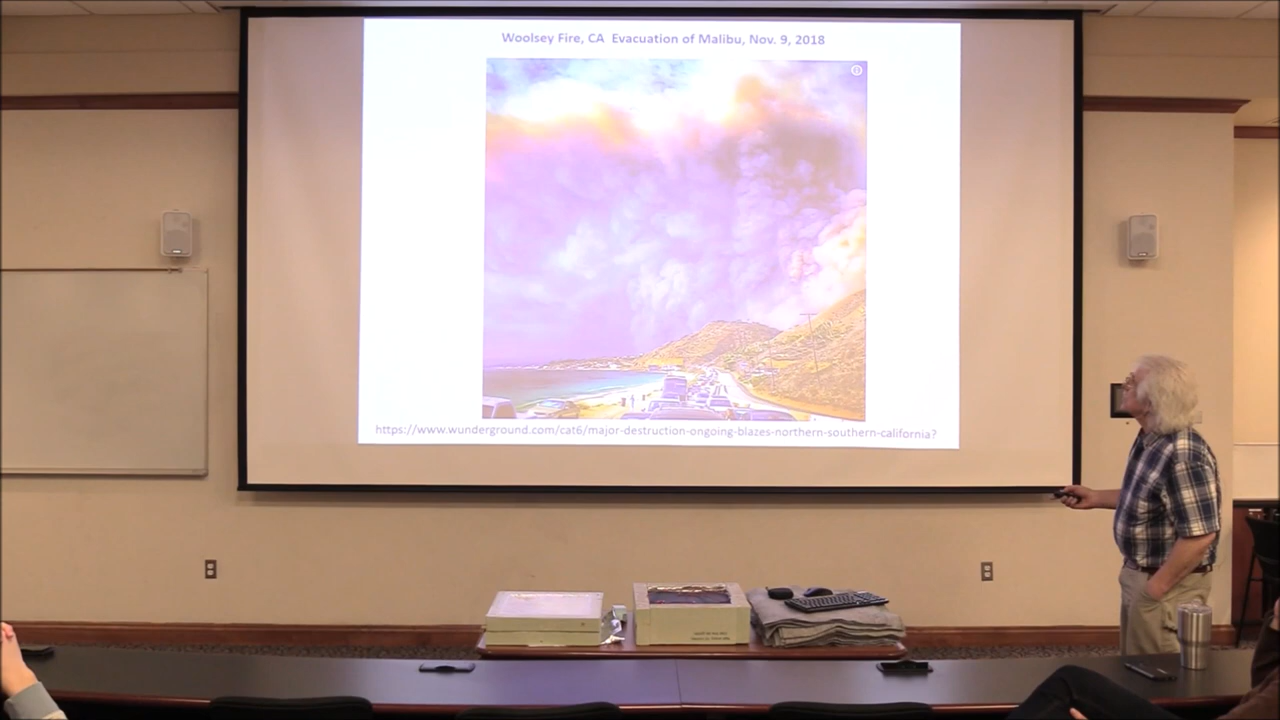 Woolsey Fire, CA Evacuation of Malibu, Nov. 9, 2018
https://www.wunderground.com/cat6/major-destruction-ongoing-blazes-northern-southern-california?